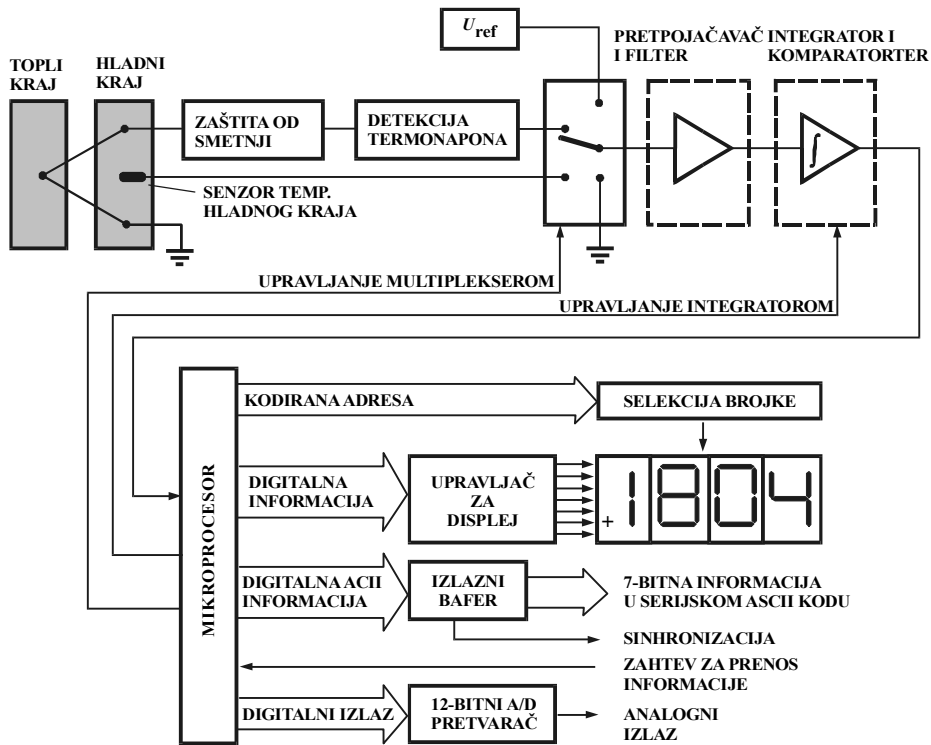 U ref
PRETPOJAČAVAČ
I FILTER
INTEGRATOR I
KOMPARATORTER
TOPLI
KRAJ
HLADNI
KRAJ
ZAŠTITA OD
SMETNJI
DETEKCIJA
TERMONAPONA
∫
SENZOR TEMP.
HLADNOG KRAJA
UPRAVLJANJE MULTIPLEKSEROM
UPRAVLJANJE INTEGRATOROM
MIKROPROCESOR
KODIRANA ADRESA
SELEKCIJA BROJKE
DIGITALNA
INFORMACIJA
UPRAVLJAČ
ZA
DISPLEJ
+1804
DIGITALNA ACII
INFORMACIJA
IZLAZNI
BAFER
7-BITNA INFORMACIJA
U SERIJSKOM ASCII KODU
SINHRONIZACIJA
ZAHTEV ZA PRENOS
INFORMACIJE
DIGITALNI IZLAZ
12-BITNI A/D
PRETVARAČ
ANALOGNI
IZLAZ